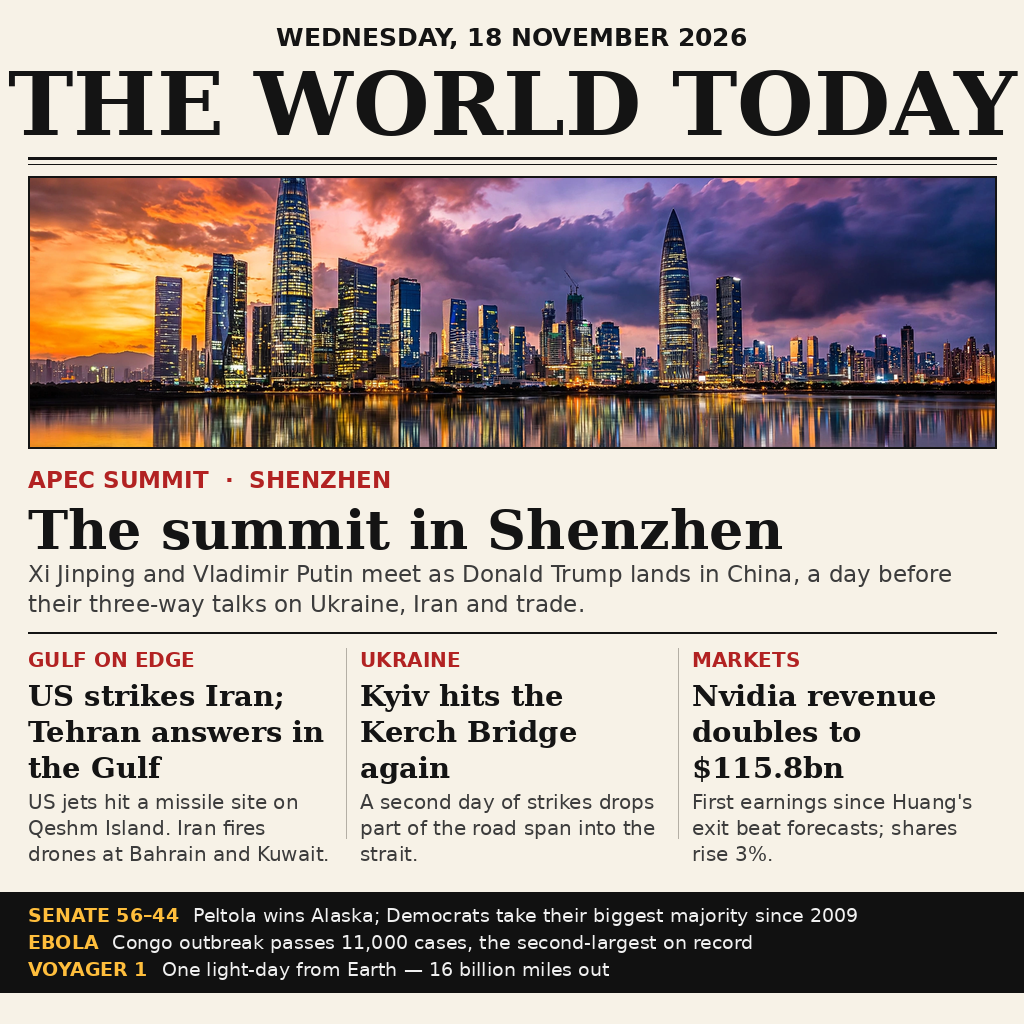 WEDNESDAY, 18 NOVEMBER 2026
THE WORLD TODAY
APEC SUMMIT · SHENZHEN
The summit in Shenzhen
Xi Jinping and Vladimir Putin meet as Donald Trump lands in China, a day before
their three-way talks on Ukraine, Iran and trade.
GULF ON EDGE
US strikes Iran;
Tehran answers in
the Gulf
US jets hit a missile site on
Qeshm Island. Iran fires
drones at Bahrain and Kuwait.
UKRAINE
Kyiv hits the
Kerch Bridge
again
A second day of strikes drops
part of the road span into the
strait.
MARKETS
Nvidia revenue
doubles to
$115.8bn
First earnings since Huang's
exit beat forecasts; shares
rise 3%.
SENATE 56–44 Peltola wins Alaska; Democrats take their biggest majority since 2009
EBOLA Congo outbreak passes 11,000 cases, the second-largest on record
VOYAGER 1 One light-day from Earth — 16 billion miles out